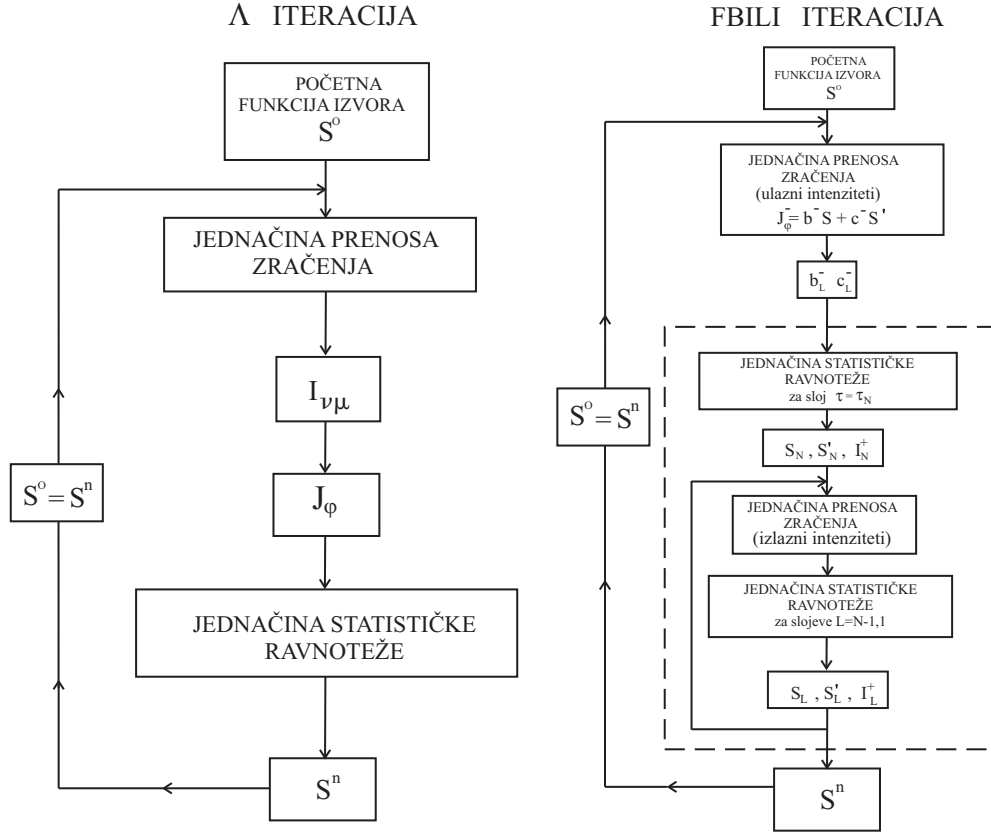 Λ ITERACIJA
POČETNA
FUNKCIJA IZVORA
S^o
JEDNAČINA PRENOSA
ZRAČENJA
I_νμ
J_φ
S^o = S^n
JEDNAČINA STATISTIČKE
RAVNOTEŽE
S^n
FBILI ITERACIJA
POČETNA
FUNKCIJA IZVORA
S^o
JEDNAČINA PRENOSA
ZRAČENJA
(ulazni intenziteti)
J_φ^- = b^- S + c^- S'
b_L^- c_L^-
JEDNAČINA STATISTIČKE
RAVNOTEŽE
za sloj τ = τ_N
S^o = S^n
S_N , S'_N , I_N^+
JEDNAČINA PRENOSA
ZRAČENJA
(izlazni intenziteti)
JEDNAČINA STATISTIČKE
RAVNOTEŽE
za slojeve L=N-1,1
S_L , S'_L , I_L^+
S^n